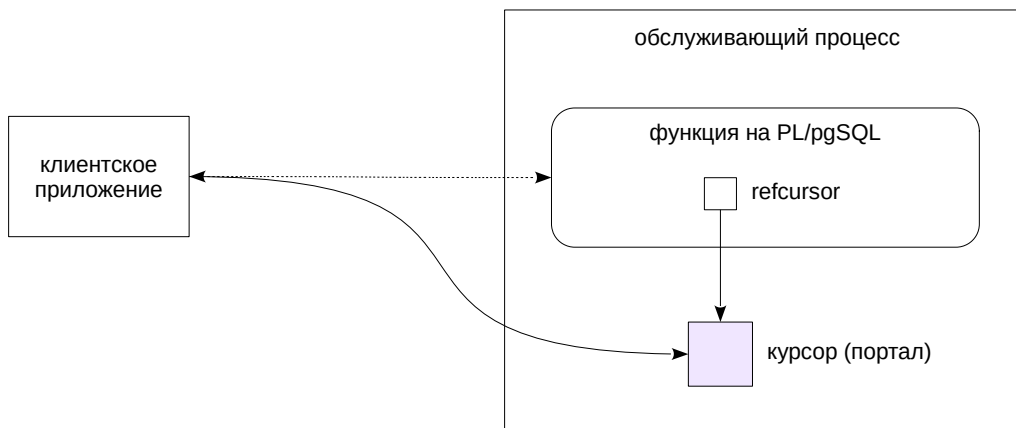 обслуживающий процесс
функция на PL/pgSQL
клиентское
приложение
refcursor
курсор (портал)